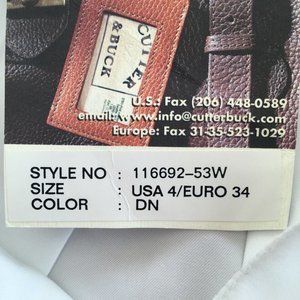 CUTTER
& BUCK
U.S.: Fax (206) 448-0589
email: www.info@cutterbuck.com
Europe: Fax 31-35-523-1029
STYLE NO : 116692-53W
SIZE : USA 4/EURO 34
COLOR : DN